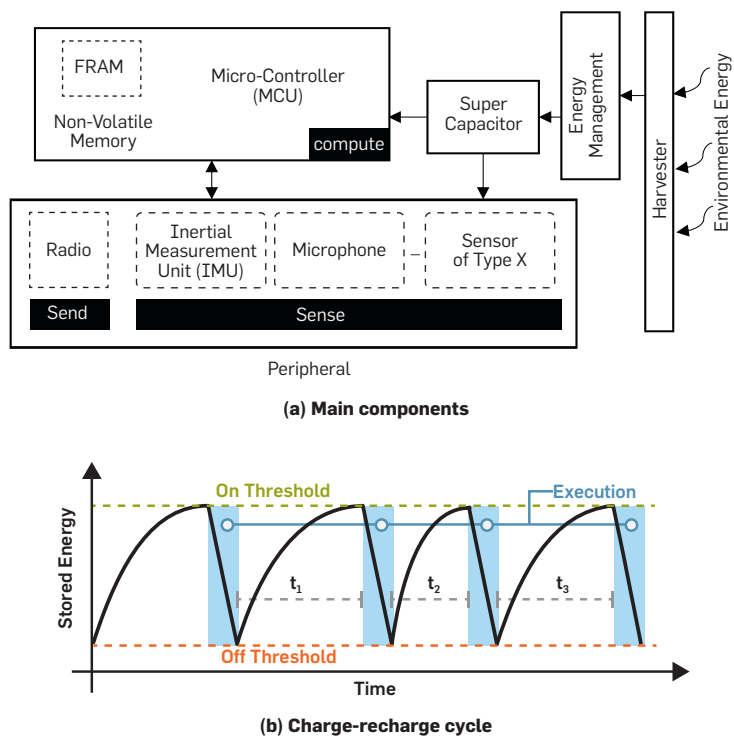 FRAM
Micro-Controller
(MCU)
Non-Volatile
Memory
compute
Super
Capacitor
Energy
Management
Harvester
Environmental Energy
Radio
Inertial
Measurement
Unit (IMU)
Microphone
–
Sensor
of Type X
Send
Sense
Peripheral
(a) Main components
On Threshold
Execution
Stored Energy
t₁
t₂
t₃
Off Threshold
Time
(b) Charge-recharge cycle